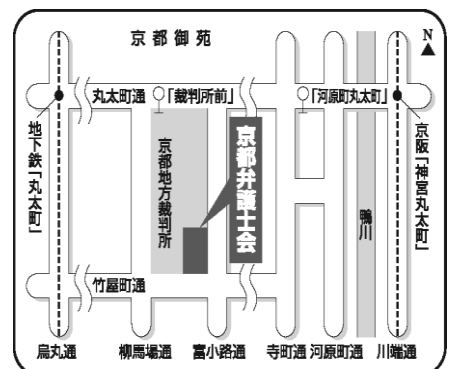 京都御苑
N
丸太町通
「裁判所前」
「河原町丸太町」
地下鉄「丸太町」
京都地方裁判所
京都弁護士会
鴨川
京阪「神宮丸太町」
竹屋町通
烏丸通
柳馬場通
富小路通
寺町通
河原町通
川端通